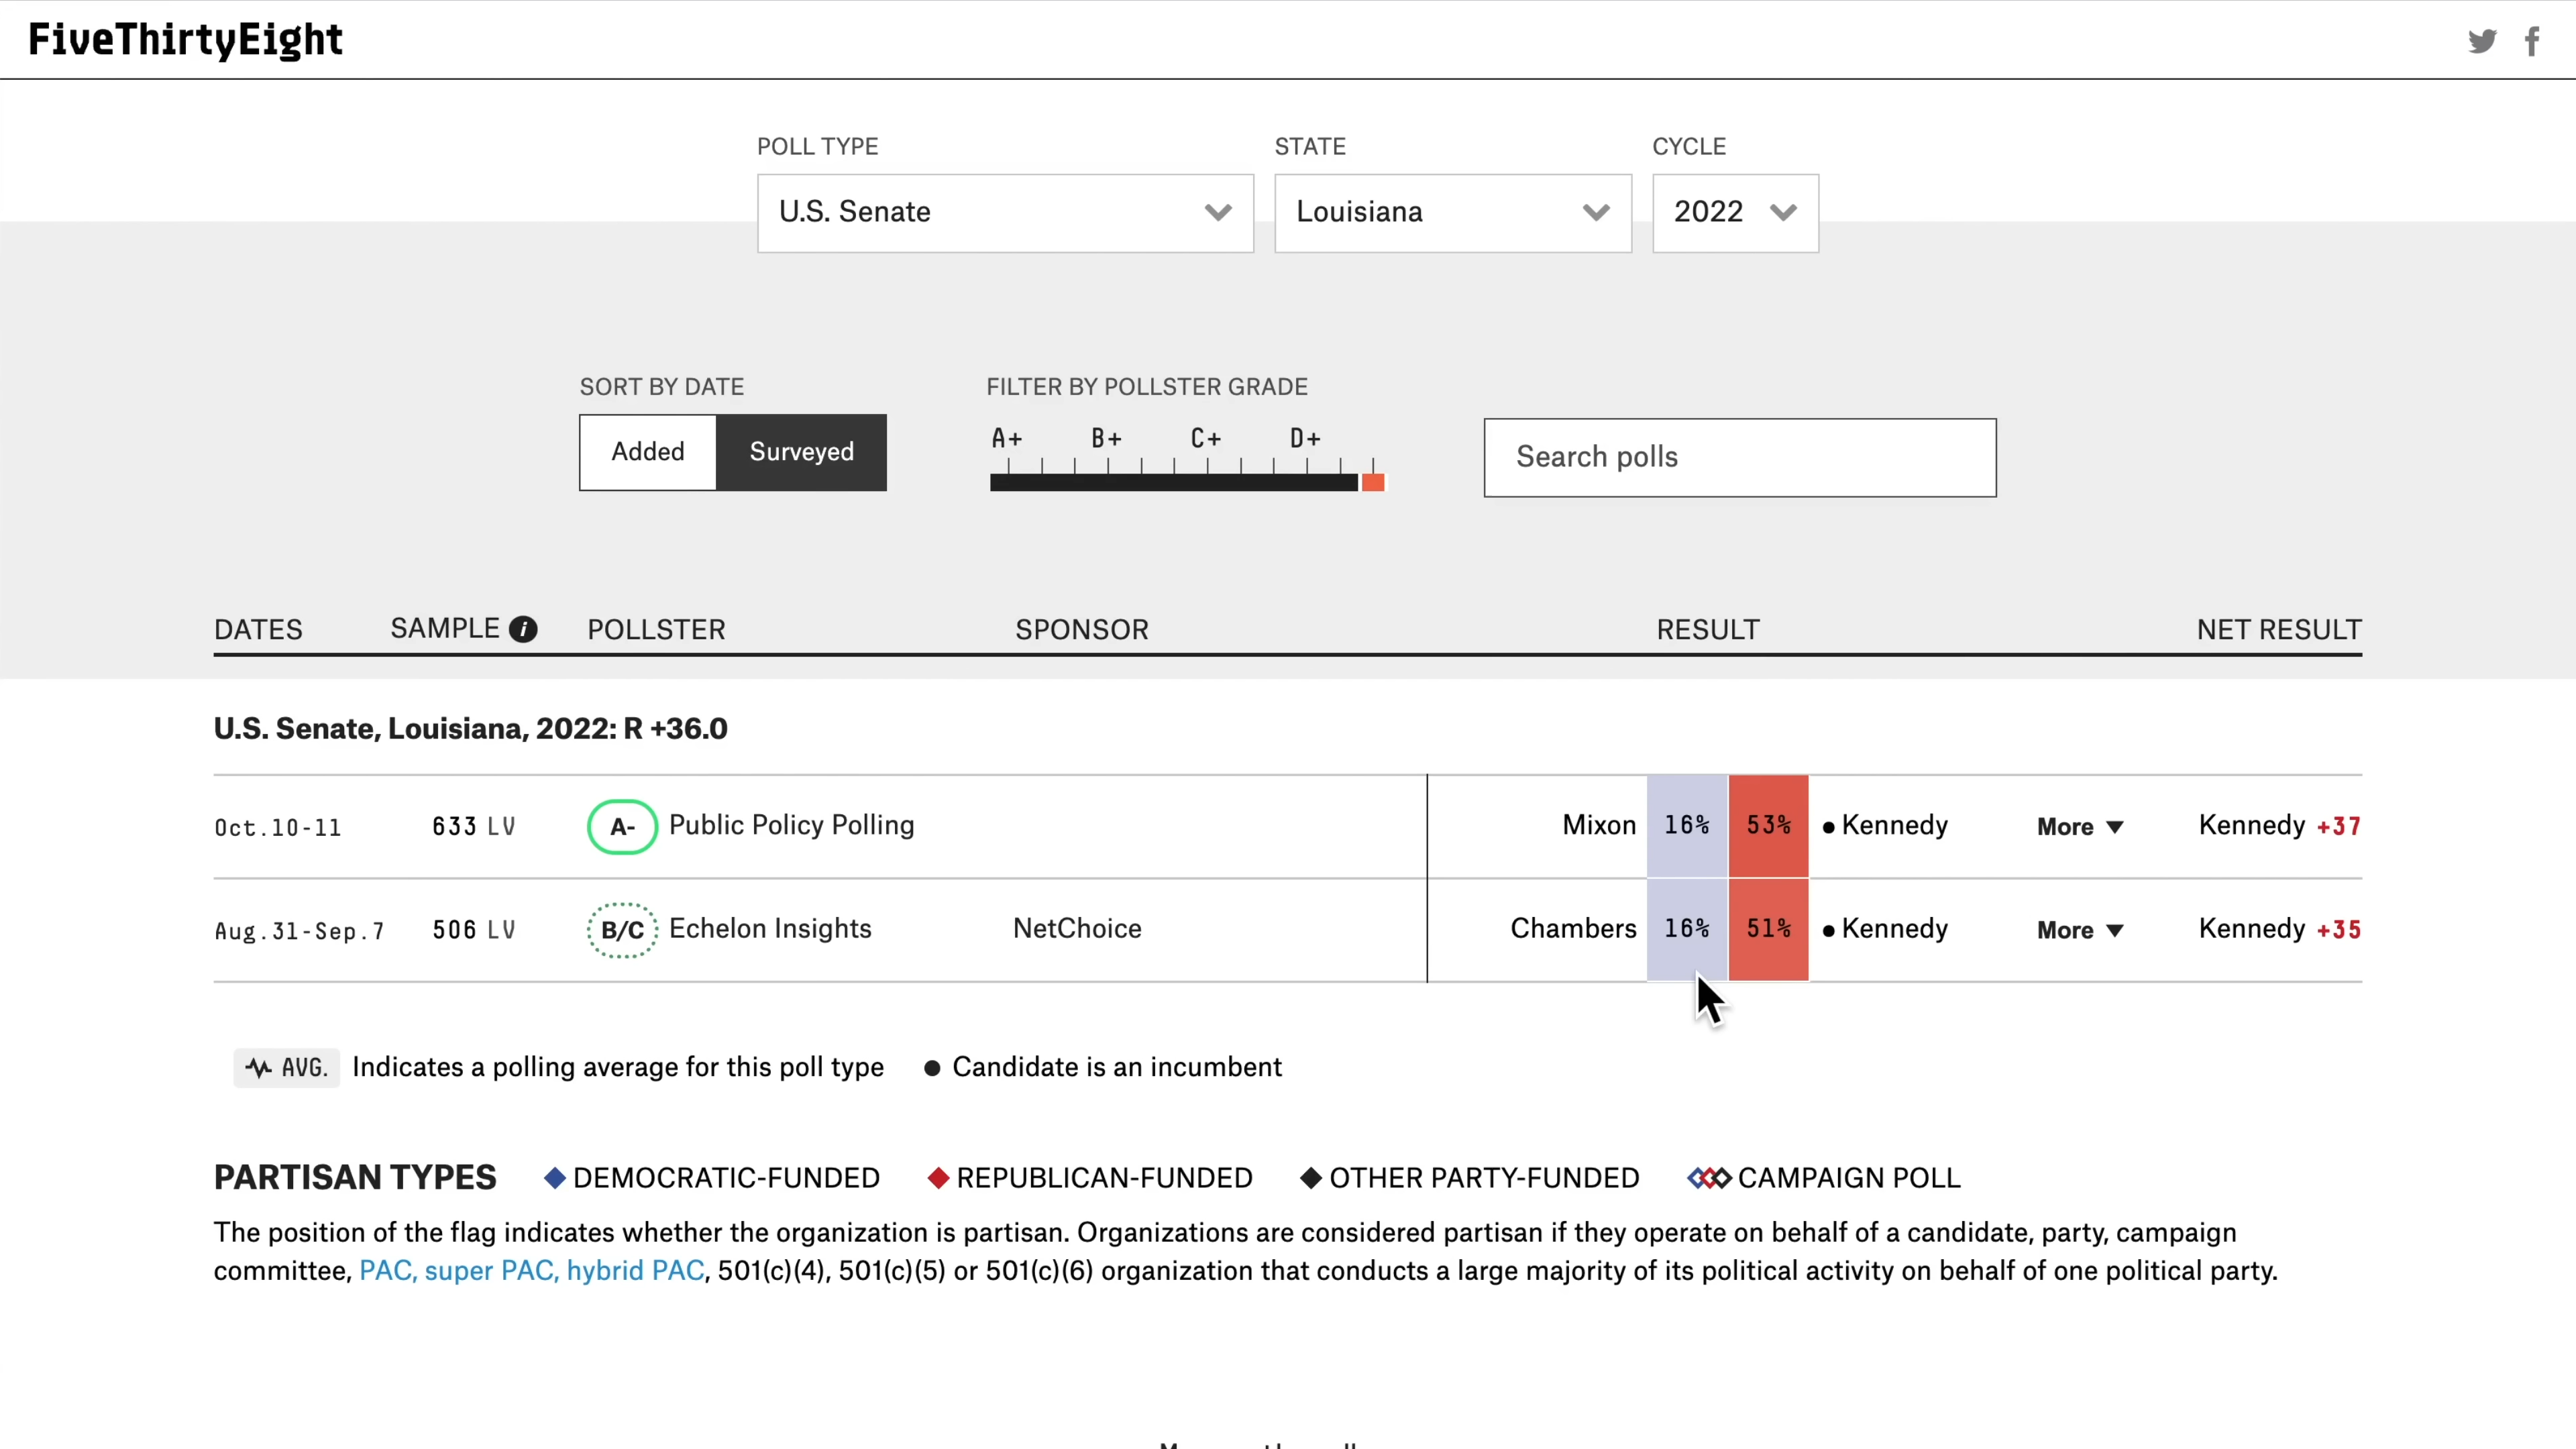 FiveThirtyEight
POLL TYPE STATE CYCLE
U.S. Senate Louisiana 2022
SORT BY DATE FILTER BY POLLSTER GRADE
A+ B+ C+ D+
Added Surveyed Search polls
DATES SAMPLE i POLLSTER SPONSOR RESULT NET RESULT
U.S. Senate, Louisiana, 2022: R +36.0
Oct.10-11 633 LV A- Public Policy Polling Mixon 16% 53% Kennedy More Kennedy +37
Aug.31-Sep.7 506 LV B/C Echelon Insights NetChoice Chambers 16% 51% Kennedy More Kennedy +35
AVG. Indicates a polling average for this poll type ● Candidate is an incumbent
PARTISAN TYPES DEMOCRATIC-FUNDED REPUBLICAN-FUNDED OTHER PARTY-FUNDED CAMPAIGN POLL
The position of the flag indicates whether the organization is partisan. Organizations are considered partisan if they operate on behalf of a candidate, party, campaign
committee, PAC, super PAC, hybrid PAC, 501(c)(4), 501(c)(5) or 501(c)(6) organization that conducts a large majority of its political activity on behalf of one political party.